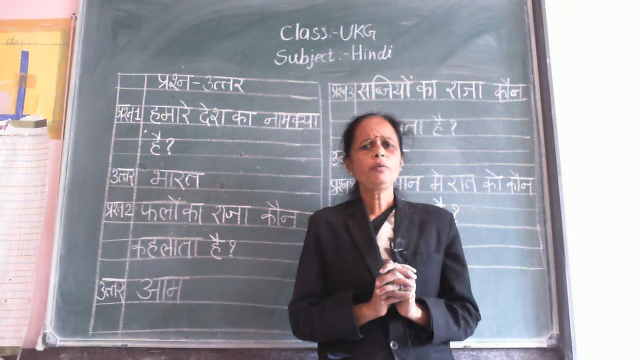 Class:-UKG
Subject:-Hindi
प्रश्न-उत्तर
प्रश्न1 हमारे देश का नाम क्या
है?
उत्तर भारत
प्रश्न2 फलों का राजा कौन
कहलाता है?
उत्तर आम
प्रश्न3 सब्जियों का राजा कौन
है?
में रात को कौन
है?